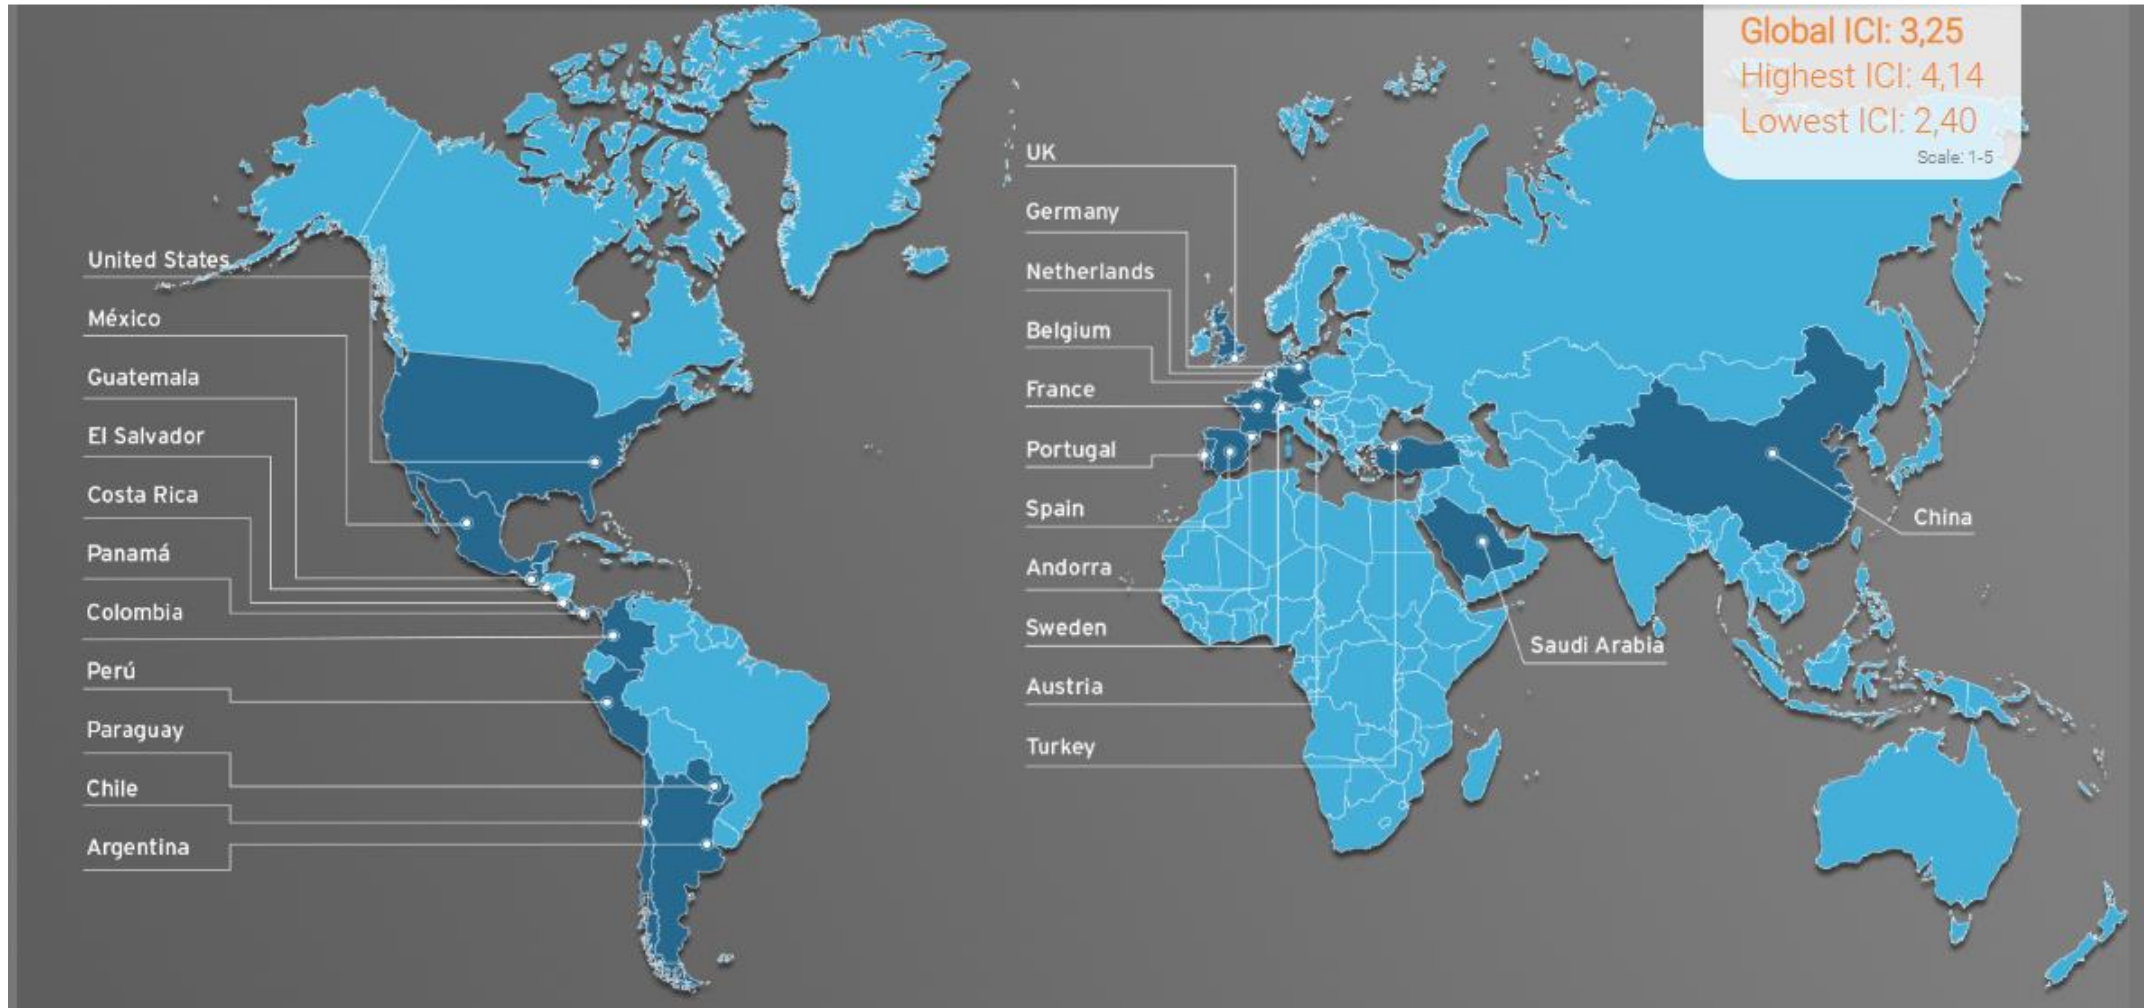 Global ICI: 3,25
Highest ICI: 4,14
Lowest ICI: 2,40
Scale: 1-5
United States
México
Guatemala
El Salvador
Costa Rica
Panamá
Colombia
Perú
Paraguay
Chile
Argentina
UK
Germany
Netherlands
Belgium
France
Portugal
Spain
Andorra
Sweden
Austria
Turkey
China
Saudi Arabia